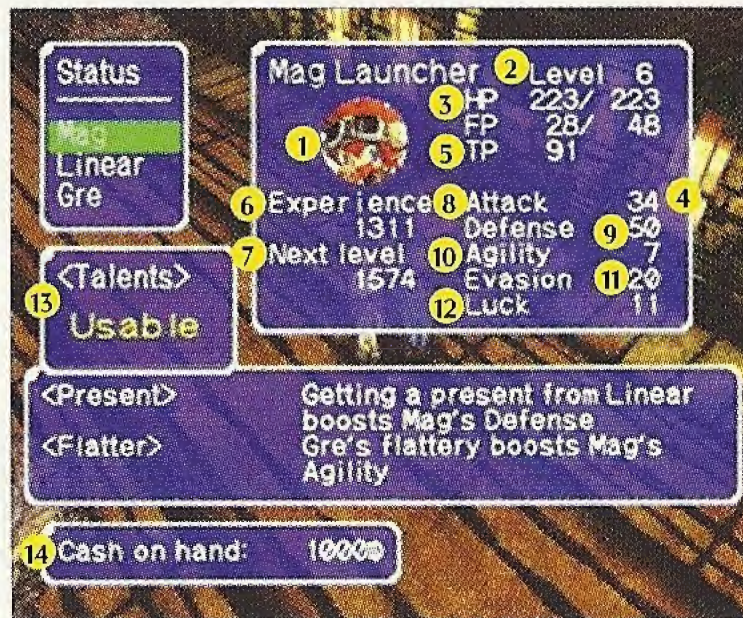 Status
Mag
Linear
Gre
Mag Launcher 2 Level 6
3 HP 223/ 223
FP 28/ 48
1
5 TP 91
6 Experience 8 Attack 34 4
1311 Defense 9 50
7 Next level 10 Agility 7
1574 Evasion 11 20
12 Luck 11
13 <Talents>
Usable
<Present> Getting a present from Linear
boosts Mag's Defense
<Flatter> Gre's flattery boosts Mag's
Agility
14 Cash on hand: 1000